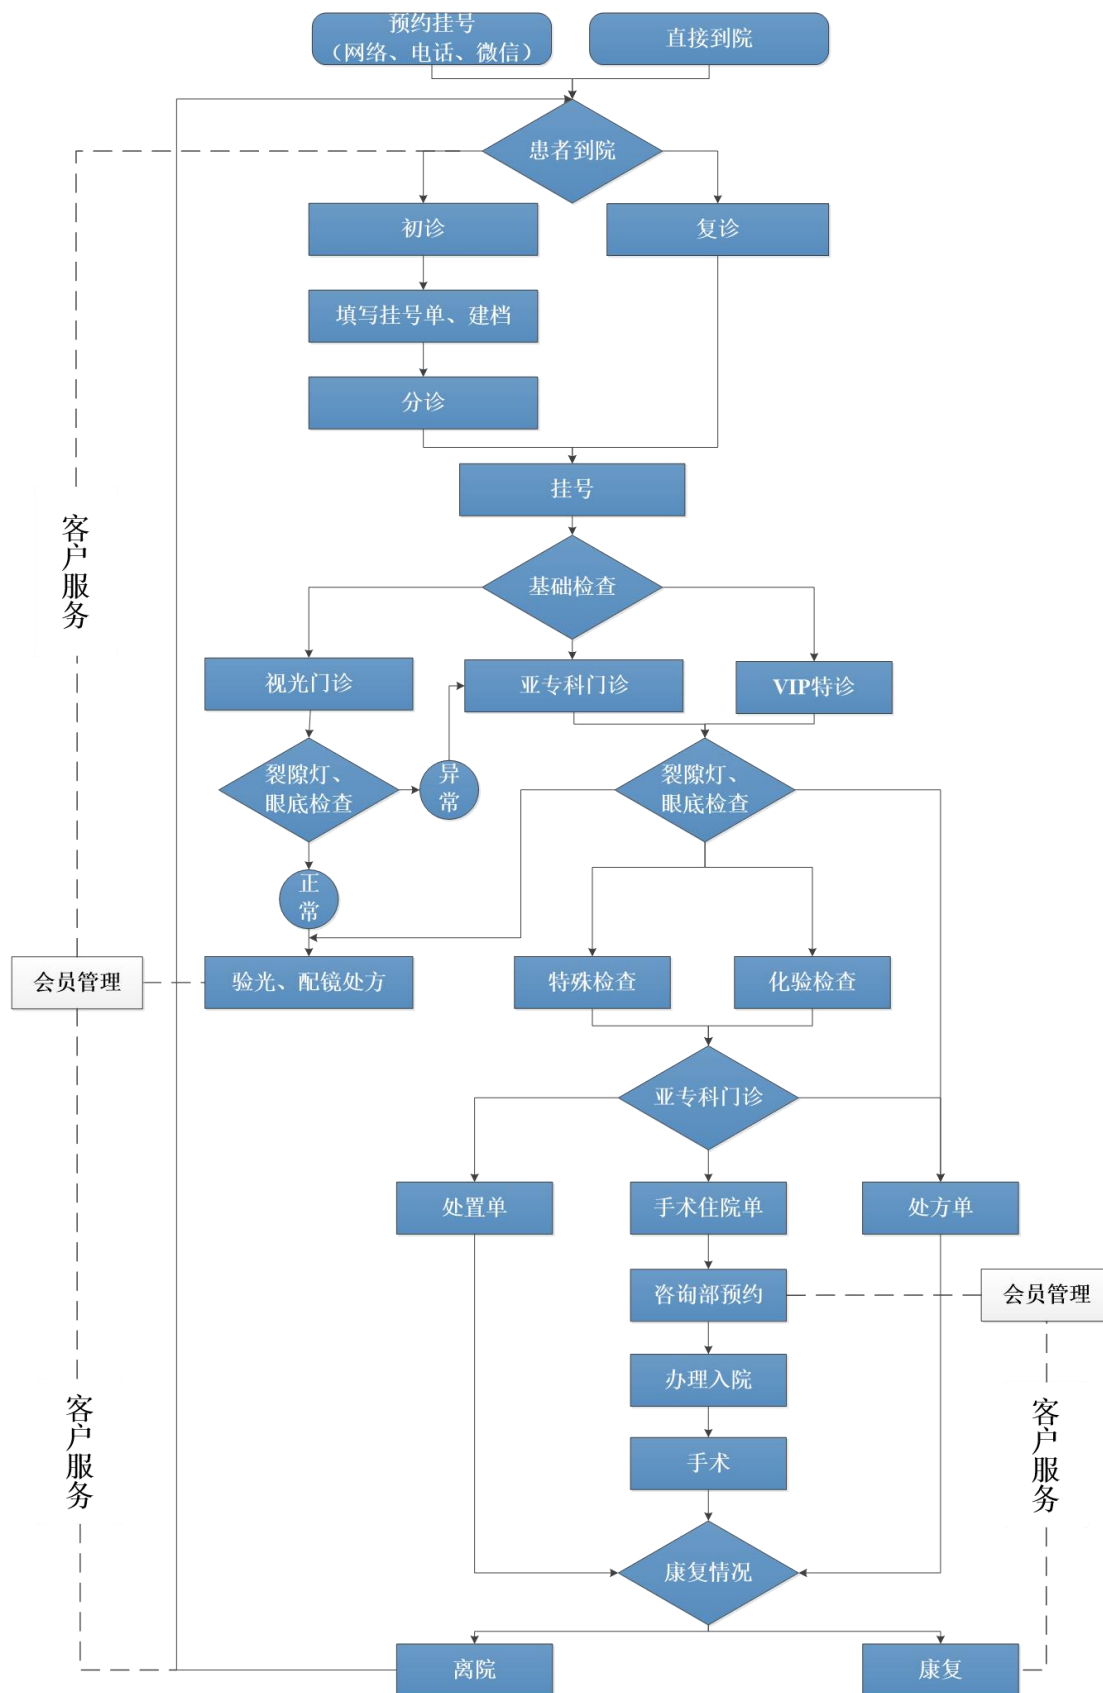 预约挂号
（网络、电话、微信）
直接到院
患者到院
初诊
复诊
填写挂号单、建档
分诊
挂号
客户服务
基础检查
视光门诊
亚专科门诊
VIP特诊
裂隙灯、
眼底检查
异
常
裂隙灯、
眼底检查
正
常
会员管理
验光、配镜处方
特殊检查
化验检查
亚专科门诊
处置单
手术住院单
处方单
咨询部预约
会员管理
办理入院
客户服务
客户服务
手术
康复情况
离院
康复